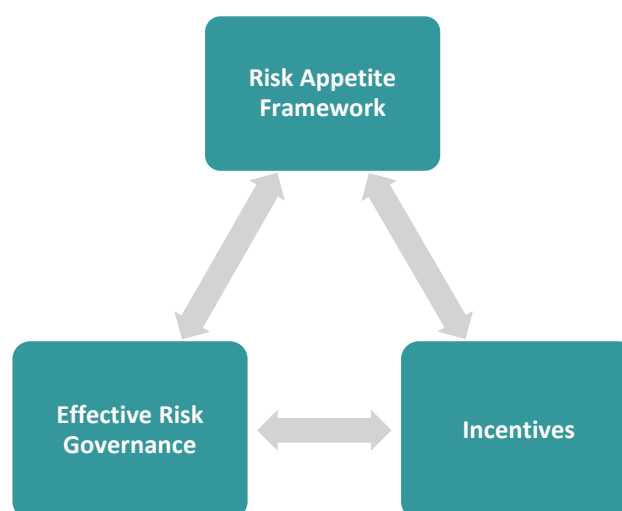 Risk Appetite
Framework
Effective Risk
Governance
Incentives